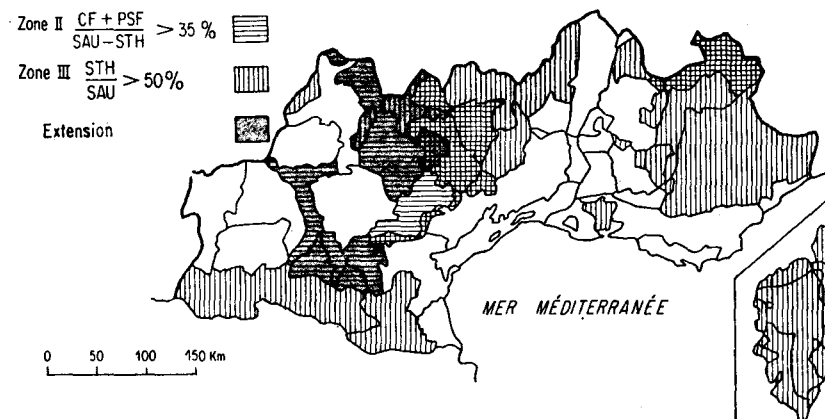 Zone II CF + PSF / SAU-STH > 35 %
Zone III STH / SAU > 50%
Extension
MER MÉDITERRANÉE
0 50 100 150 Km